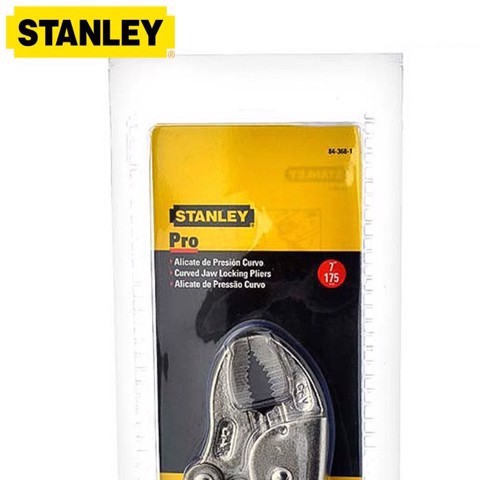 STANLEY
®
84-368-1
STANLEY
Pro
Alicate de Presión Curvo
Curved Jaw Locking Pliers
Alicate de Pressão Curvo
7"
175